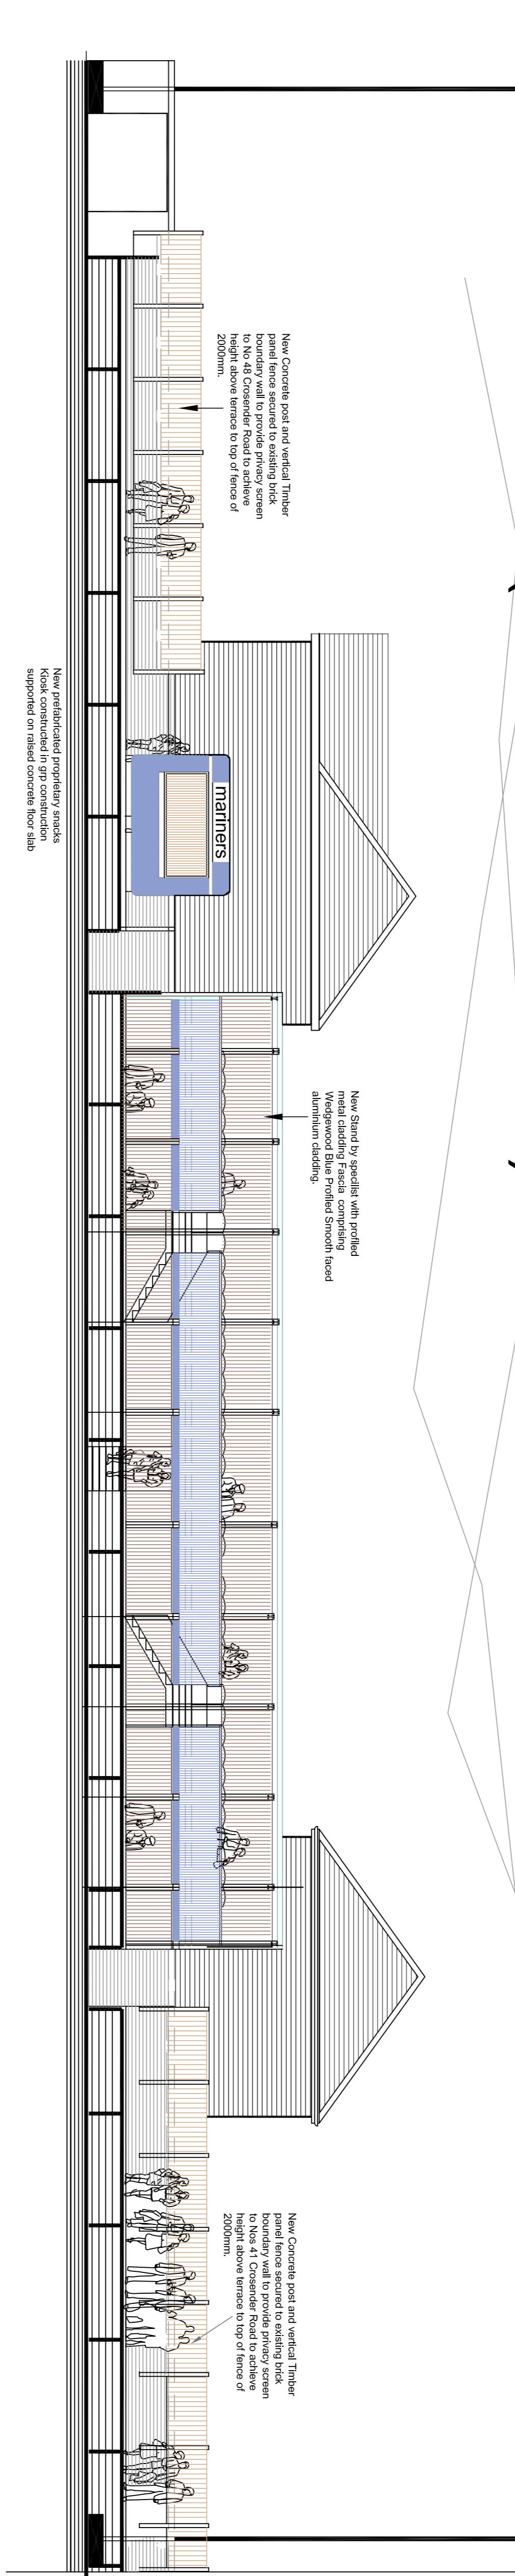 New Concrete post and vertical Timber
panel fence secured to existing brick
boundary wall to provide privacy screen
to No 48 Crosender Road to achieve
height above terrace to top of fence of
2000mm.
New prefabricated proprietary snacks
Kiosk constructed in grp construction
supported on raised concrete floor slab
mariners
New Stand by specilist with profiled
metal cladding Fascia comprising
Wedgewood Blue Profiled Smooth faced
aluminium cladding.
New Concrete post and vertical Timber
panel fence secured to existing brick
boundary wall to provide privacy screen
to Nos 41 Crosender Road to achieve
height above terrace to top of fence of
2000mm.